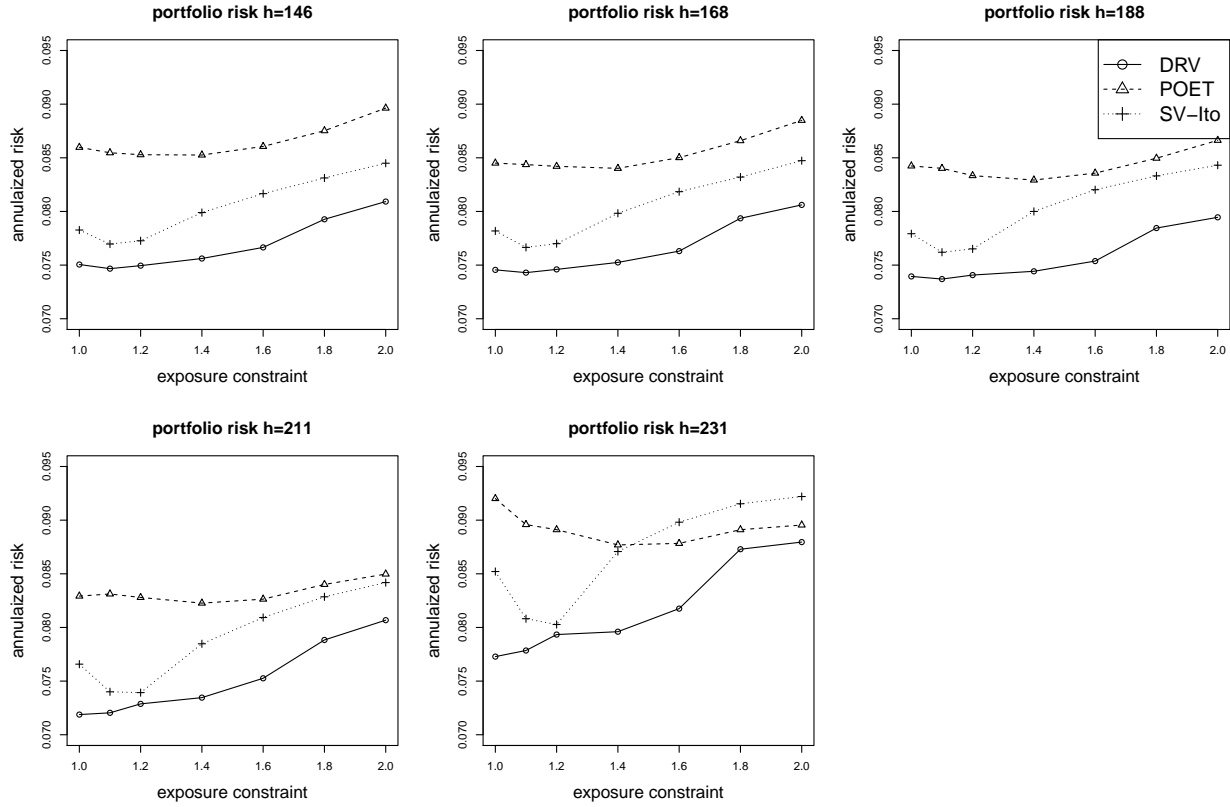 portfolio risk h=146
annulaized risk
0.070 0.075 0.080 0.085 0.090 0.095
1.0 1.2 1.4 1.6 1.8 2.0
exposure constraint
portfolio risk h=168
annulaized risk
0.070 0.075 0.080 0.085 0.090 0.095
1.0 1.2 1.4 1.6 1.8 2.0
exposure constraint
portfolio risk h=188
annulaized risk
0.070 0.075 0.080 0.085 0.090 0.095
1.0 1.2 1.4 1.6 1.8 2.0
exposure constraint
DRV
POET
SV−Ito
portfolio risk h=211
annulaized risk
0.070 0.075 0.080 0.085 0.090 0.095
1.0 1.2 1.4 1.6 1.8 2.0
exposure constraint
portfolio risk h=231
annulaized risk
0.070 0.075 0.080 0.085 0.090 0.095
1.0 1.2 1.4 1.6 1.8 2.0
exposure constraint